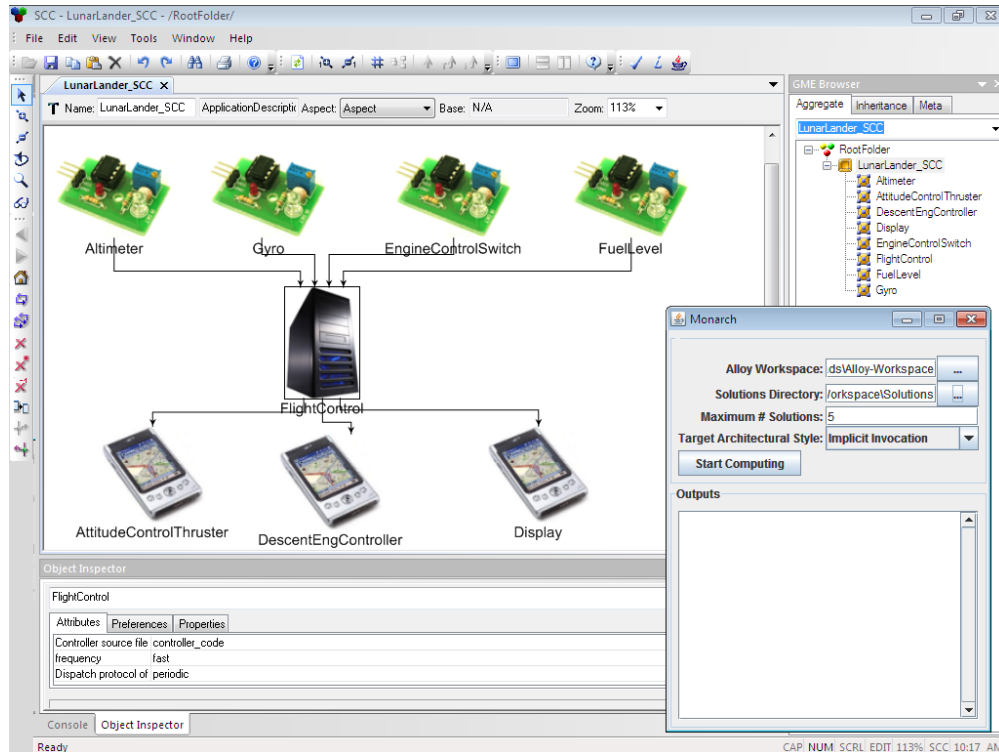 SCC - LunarLander_SCC - /RootFolder/
File Edit View Tools Window Help
LunarLander_SCC
Name: LunarLander_SCC ApplicationDescriptic Aspect: Aspect Base: N/A Zoom: 113%
Altimeter Gyro EngineControlSwitch FuelLevel
FlightControl
AttitudeControlThruster DescentEngController Display
GME Browser
Aggregate Inheritance Meta
LunarLander_SCC
RootFolder
LunarLander_SCC
Altimeter
AttitudeControlThruster
DescentEngController
Display
EngineControlSwitch
FlightControl
FuelLevel
Gyro
Monarch
Alloy Workspace: .ds\Alloy-Workspace ...
Solutions Directory: /orkspace\Solutions ...
Maximum # Solutions: 5
Target Architectural Style: Implicit Invocation
Start Computing
Outputs
Object Inspector
FlightControl
Attributes Preferences Properties
Controller source file controller_code
frequency fast
Dispatch protocol of periodic
Console Object Inspector
Ready CAP NUM SCRL EDIT 113% SCC 10:17 AM